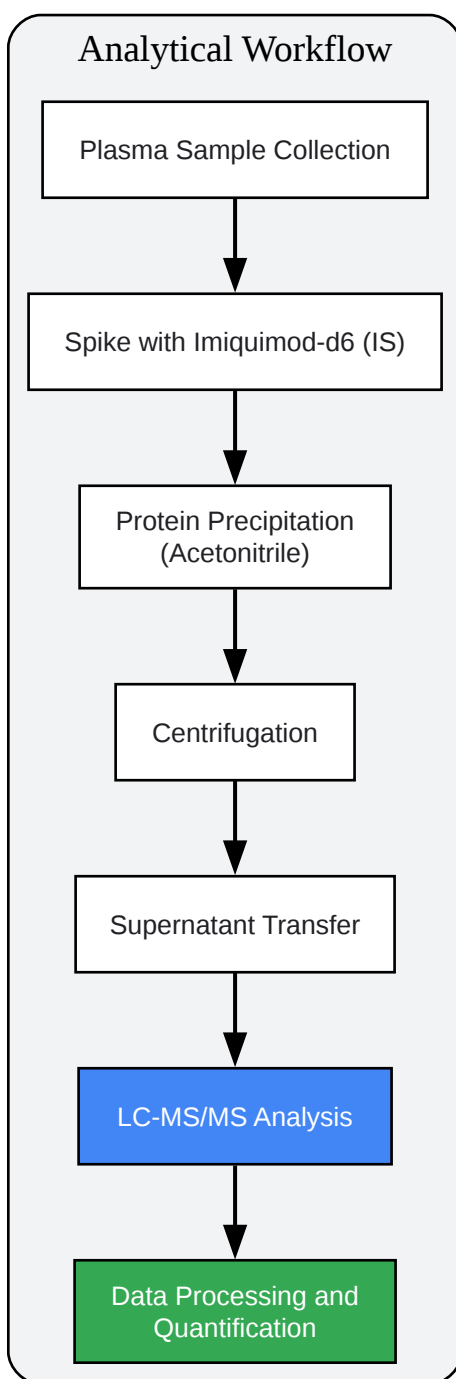 Analytical Workflow
Plasma Sample Collection
Spike with Imiquimod-d6 (IS)
Protein Precipitation
(Acetonitrile)
Centrifugation
Supernatant Transfer
LC-MS/MS Analysis
Data Processing and
Quantification